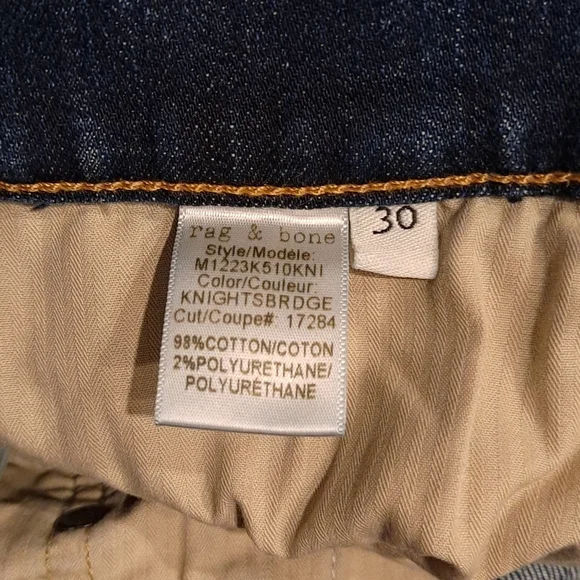 rag & bone
Style/Modèle:
M1223K510KNI
Color/Couleur:
KNIGHTSBRDGE
Cut/Coupe#: 17284
98%COTTON/COTON
2%POLYURETHANE/
POLYURÉTHANE
30